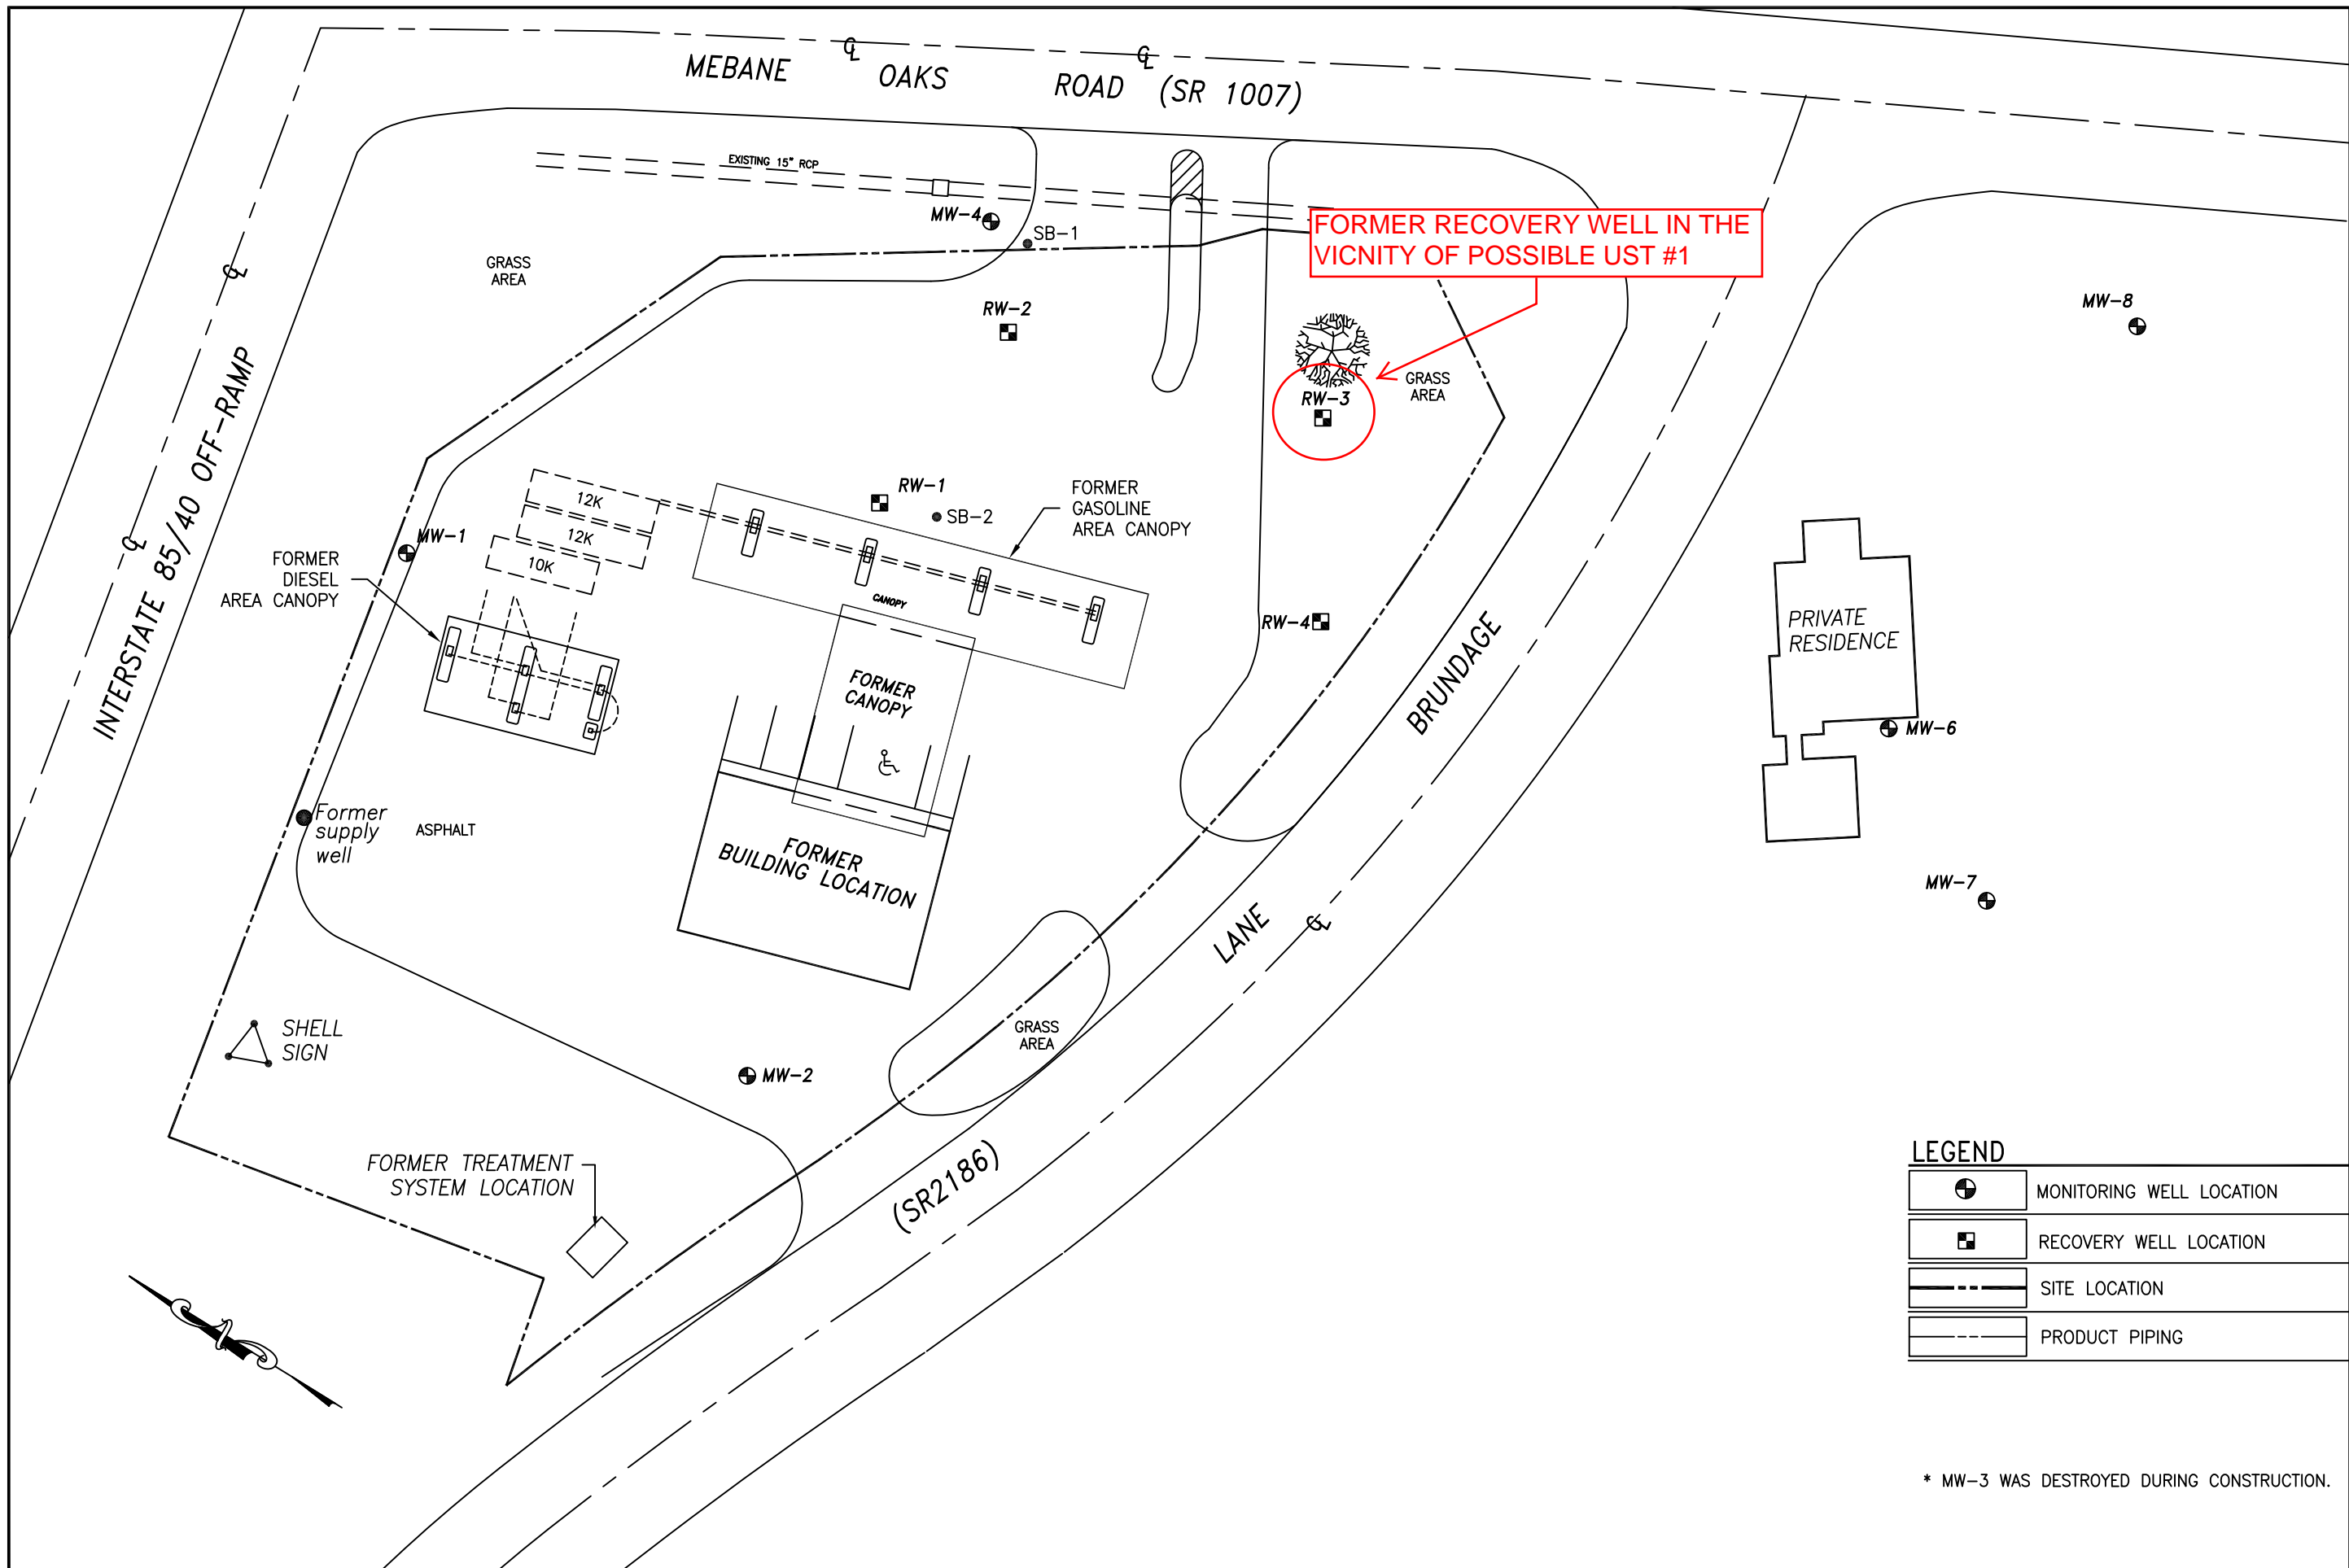 MEBANE OAKS ROAD (SR 1007)
EXISTING 15" RCP
MW-4
SB-1
FORMER RECOVERY WELL IN THE
VICNITY OF POSSIBLE UST #1
GRASS
AREA
RW-2
MW-8
GRASS
AREA
RW-3
INTERSTATE 85/40 OFF-RAMP
12K
12K
10K
RW-1
SB-2
FORMER
GASOLINE
AREA CANOPY
MW-1
FORMER
DIESEL
AREA CANOPY
CANOPY
RW-4
PRIVATE
RESIDENCE
FORMER
CANOPY
MW-6
BRUNDAGE
LANE
(SR2186)
Former
supply
well
ASPHALT
FORMER
BUILDING LOCATION
MW-7
SHELL
SIGN
GRASS
AREA
MW-2
FORMER TREATMENT
SYSTEM LOCATION
LEGEND
MONITORING WELL LOCATION
RECOVERY WELL LOCATION
SITE LOCATION
PRODUCT PIPING
* MW-3 WAS DESTROYED DURING CONSTRUCTION.